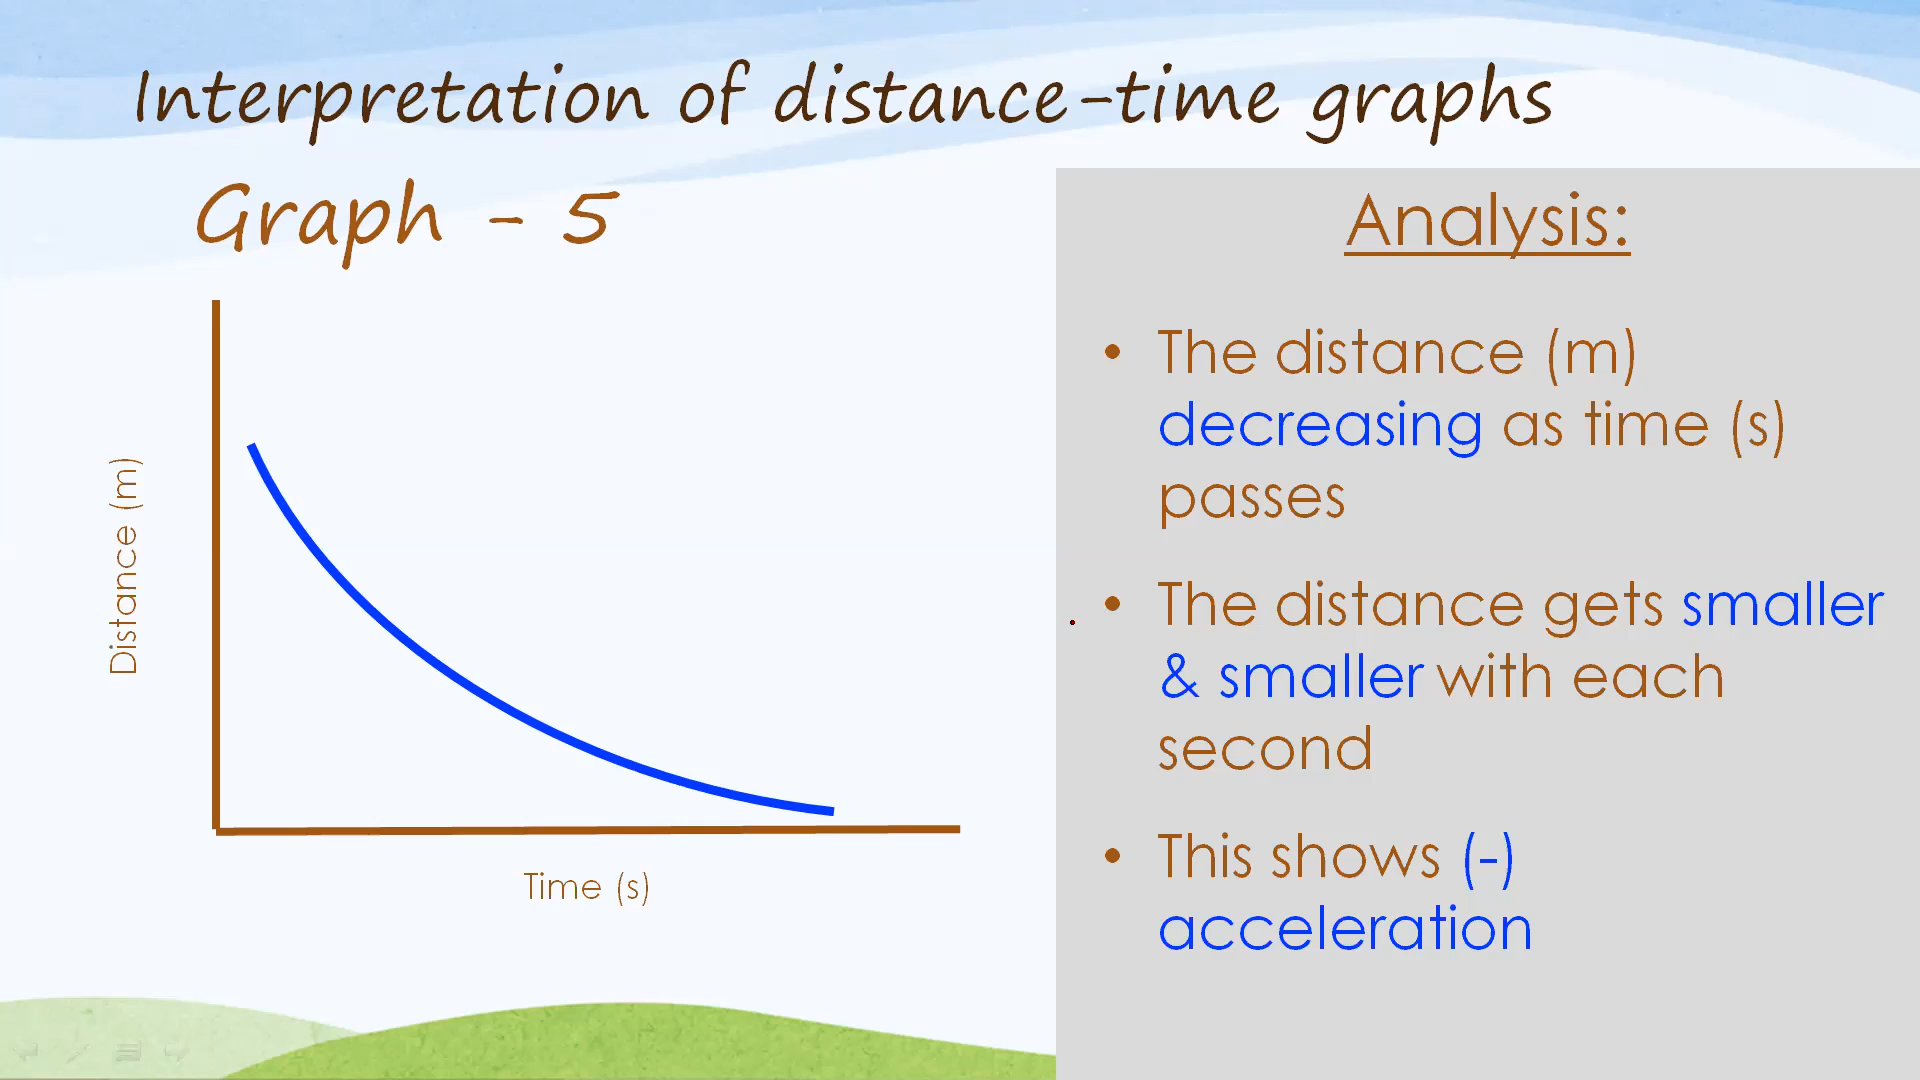 Interpretation of distance-time graphs
Graph - 5
Distance (m)
Time (s)
Analysis:
• The distance (m)
decreasing as time (s)
passes
• The distance gets smaller
& smaller with each
second
• This shows (-)
acceleration